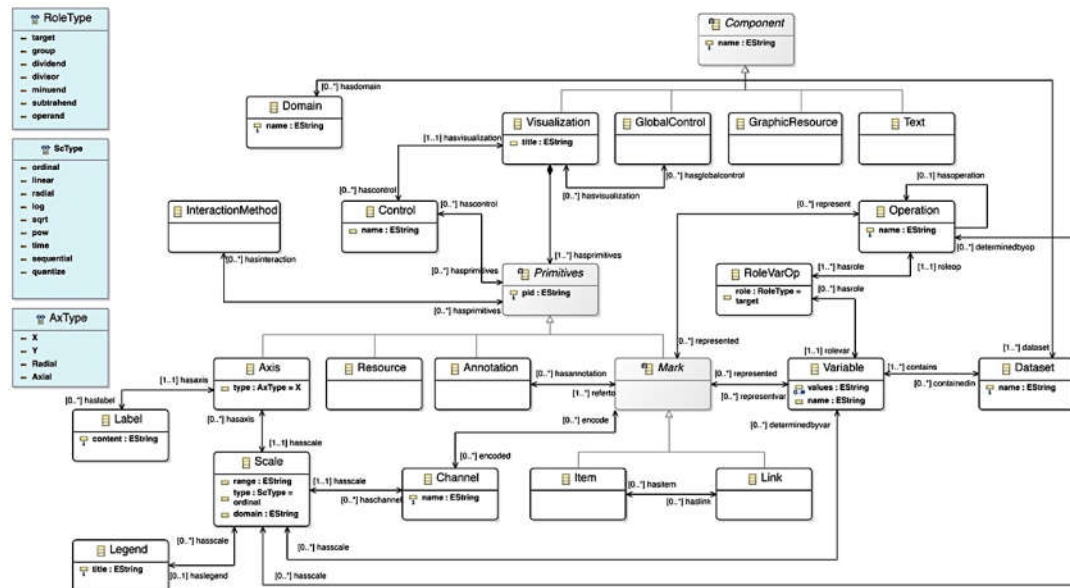 RoleType
target
group
dividend
divisor
minuend
subtrahend
operand
ScType
ordinal
linear
radial
log
sqrt
pow
time
sequential
quantize
AxType
X
Y
Radial
Axial
Component
name : EString
[0..*] hasdomain
Domain
name : EString
Visualization
title : EString
GlobalControl
GraphicResource
Text
[1..1] hasvisualization
[0..*] hasglobalcontrol
[0..*] hasvisualization
[0..1] hasoperation
[0..*] hascontrol
[0..*] hascontrol
[0..*] represent
Operation
name : EString
InteractionMethod
Control
name : EString
[0..*] determinedbyop
[0..*] hasinteraction
[1..*] hasprimitives
[0..*] hasprimitives
[0..*] hasprimitives
Primitives
pid : EString
[1..*] hasrole
[1..1] roleop
RoleVarOp
role : RoleType =
target
[0..*] hasrole
[0..*] represented
[1..1] rolevar
[1..*] dataset
Axis
type : AxType = X
Resource
Annotation
Mark
[1..1] hasaxis
[0..*] hasannotation
[1..*] referto
[0..*] represented
[0..*] representvar
Variable
values : EString
name : EString
[1..*] contains
[0..*] containedin
Dataset
name : EString
[0..*] haslabel
Label
content : EString
[0..*] hasaxis
[0..*] encode
[0..*] determinedbyvar
[1..1] hasscale
[0..*] encoded
Scale
range : EString
type : ScType =
ordinal
domain : EString
[1..1] hasscale
[0..*] haschannel
Channel
name : EString
Item
[0..*] hasitem
[0..*] haslink
Link
[0..*] hasscale
[0..*] hasscale
Legend
title : EString
[0..1] haslegend
[0..*] hasscale